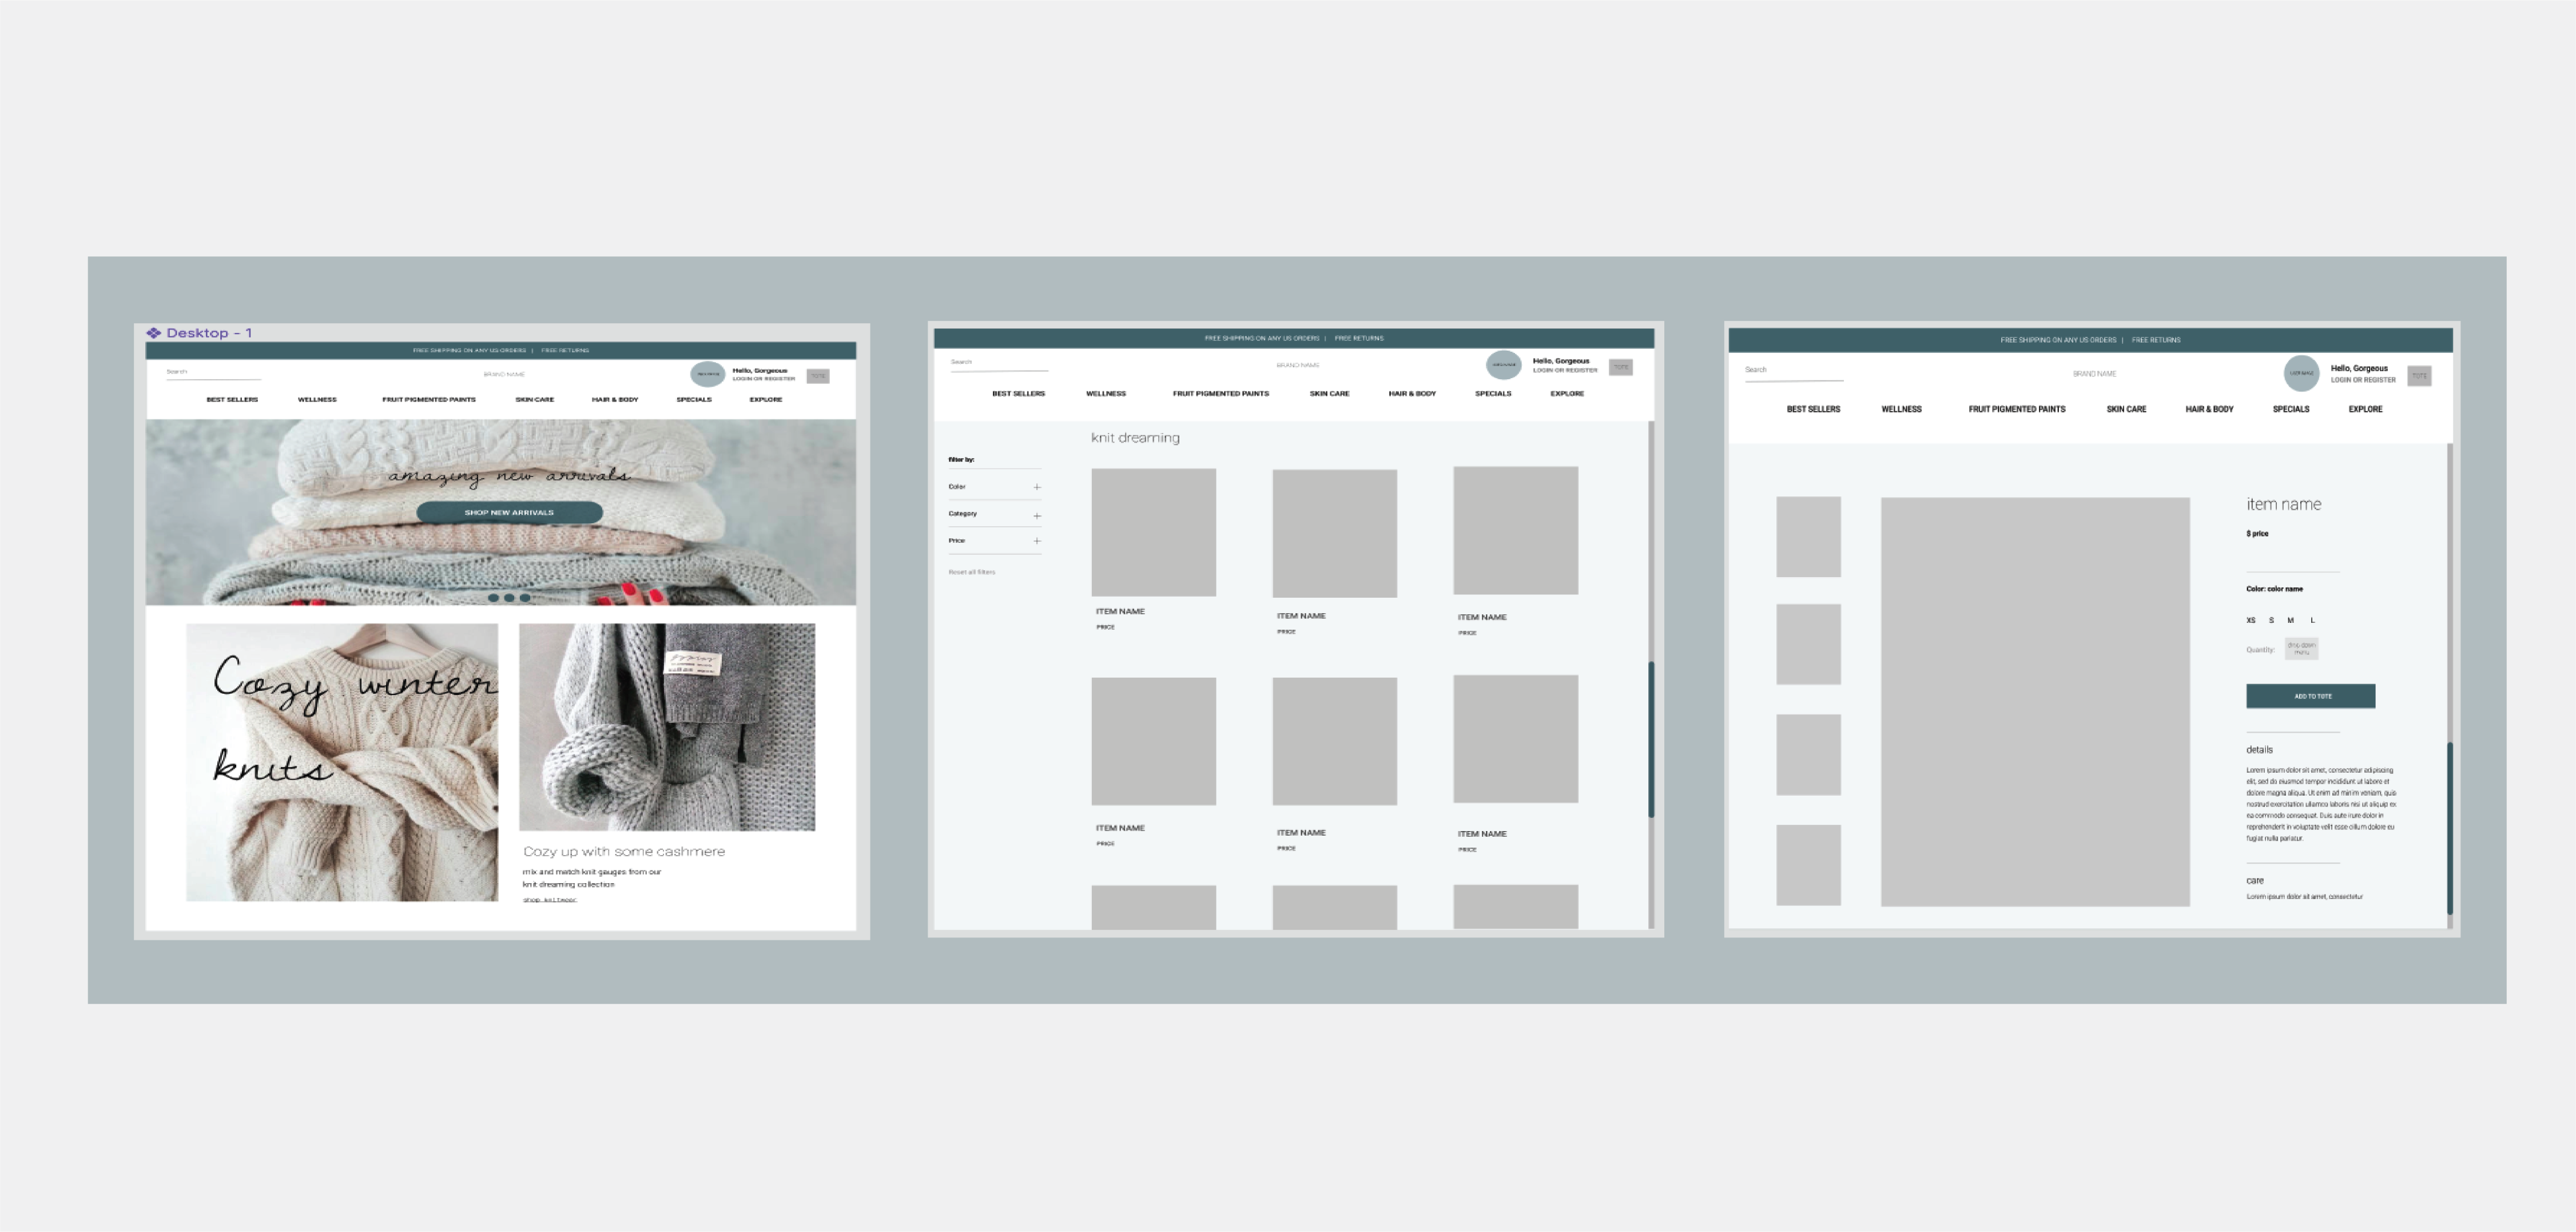 Desktop - 1
FREE SHIPPING ON ANY US ORDERS | FREE RETURNS
Search
BRAND NAME
Hello, Gorgeous
LOGIN OR REGISTER
TOTE
BEST SELLERS WELLNESS FRUIT PIGMENTED PAINTS SKIN CARE HAIR & BODY SPECIALS EXPLORE
amazing new arrivals
SHOP NEW ARRIVALS
Cozy winter
knits
Cozy up with some cashmere
mix and match knit gauges from our
knit dreaming collection
shop
FREE SHIPPING ON ANY US ORDERS | FREE RETURNS
Search
BRAND NAME
Hello, Gorgeous
LOGIN OR REGISTER
TOTE
BEST SELLERS WELLNESS FRUIT PIGMENTED PAINTS SKIN CARE HAIR & BODY SPECIALS EXPLORE
knit dreaming
filter by:
Color +
Category +
Price +
Reset all filters
ITEM NAME
PRICE
ITEM NAME
PRICE
ITEM NAME
PRICE
ITEM NAME
PRICE
ITEM NAME
PRICE
ITEM NAME
PRICE
FREE SHIPPING ON ANY US ORDERS | FREE RETURNS
Search
BRAND NAME
USER IMAGE
Hello, Gorgeous
LOGIN OR REGISTER
TOTE
BEST SELLERS WELLNESS FRUIT PIGMENTED PAINTS SKIN CARE HAIR & BODY SPECIALS EXPLORE
item name
$ price
Color: color name
XS S M L
Quantity:
drop down
menu
ADD TO TOTE
details
Lorem ipsum dolor sit amet, consectetur adipiscing
elit, sed do eiusmod tempor incididunt ut labore et
dolore magna aliqua. Ut enim ad minim veniam, quis
nostrud exercitation ullamco laboris nisi ut aliquip ex
ea commodo consequat. Duis aute irure dolor in
reprehenderit in voluptate velit esse cillum dolore eu
fugiat nulla pariatur.
care
Lorem ipsum dolor sit amet, consectetur